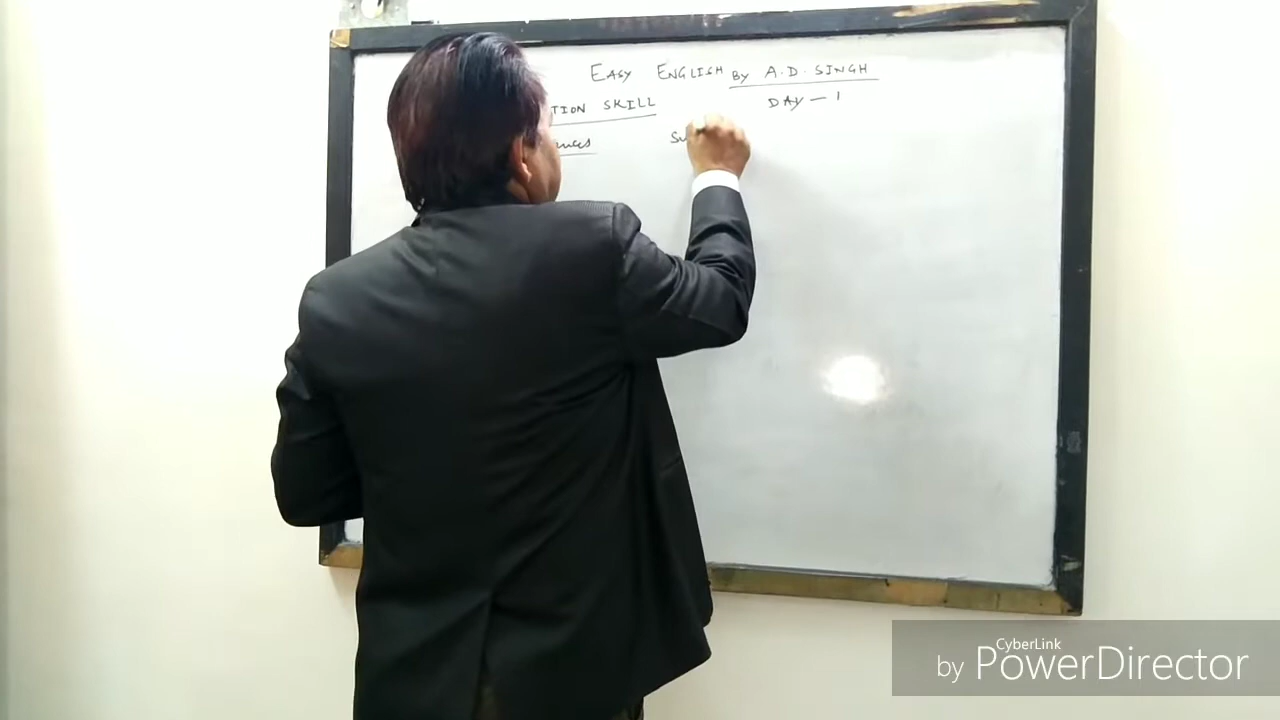 EASY ENGLISH BY A.D. SINGH
DAY – 1
TION SKILL
CyberLink
by PowerDirector